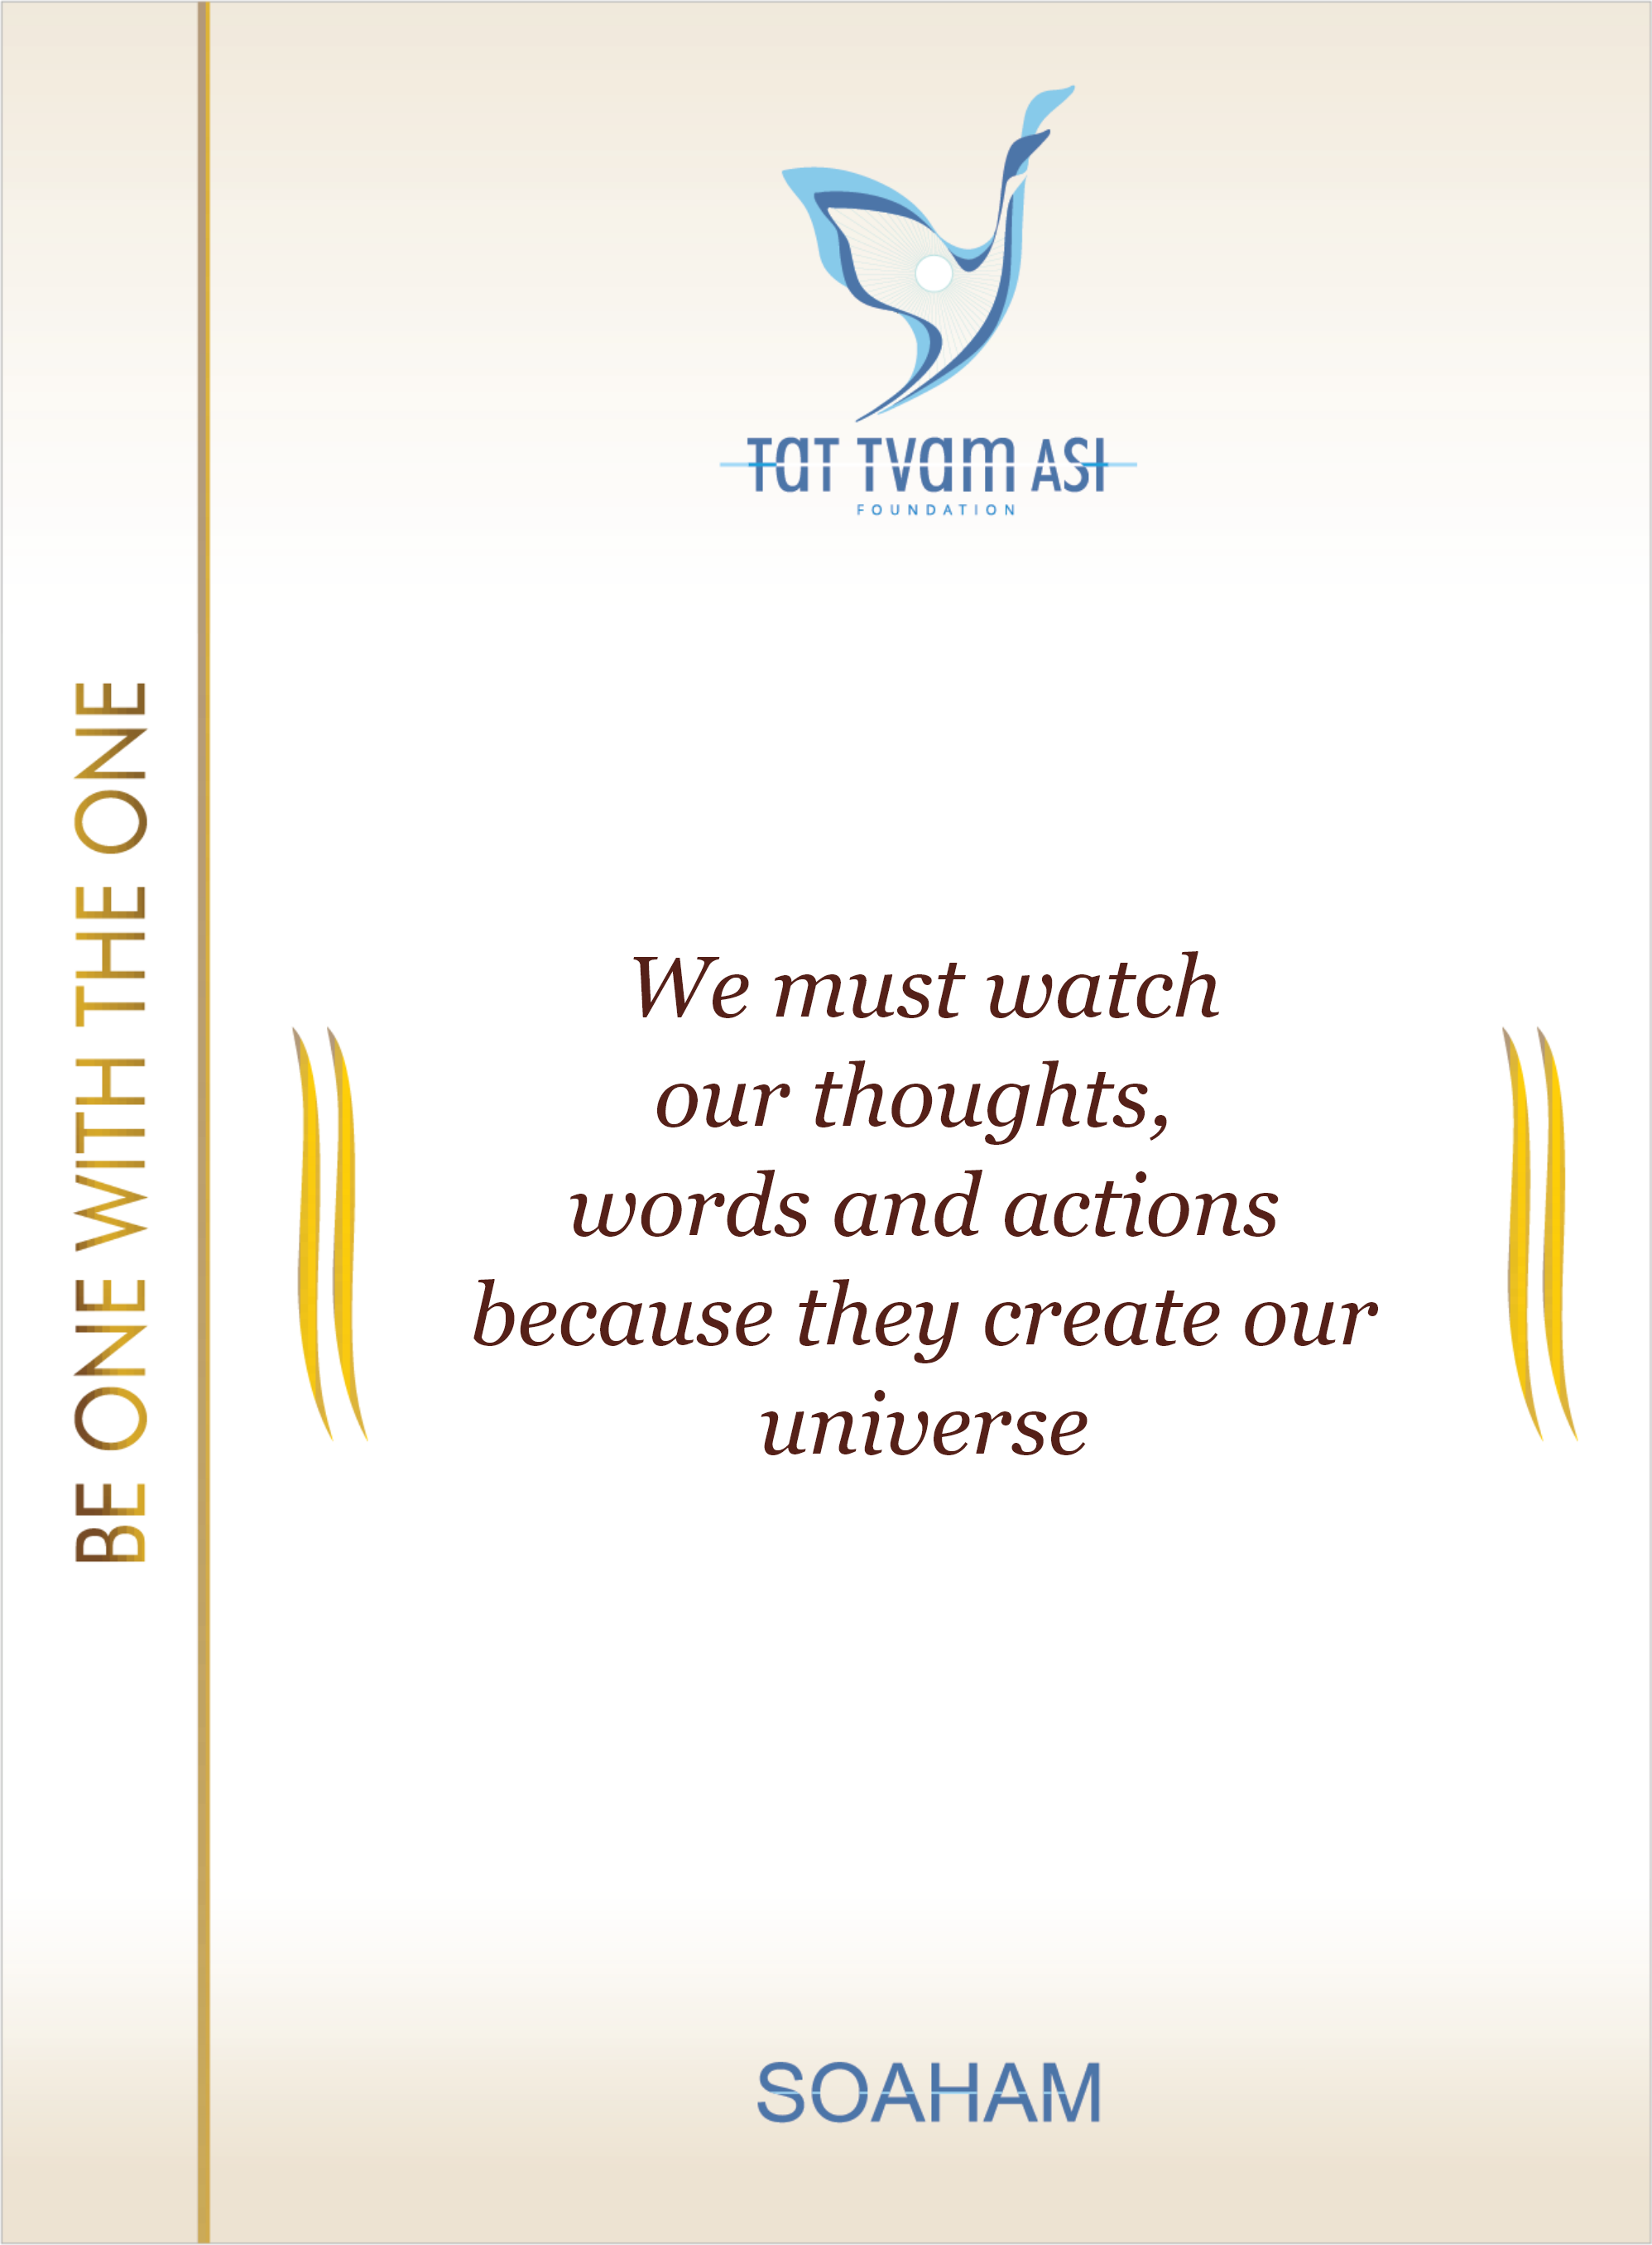 TAT TVAM ASI
FOUNDATION
BE ONE WITH THE ONE
We must watch
our thoughts,
words and actions
because they create our
universe
SOAHAM